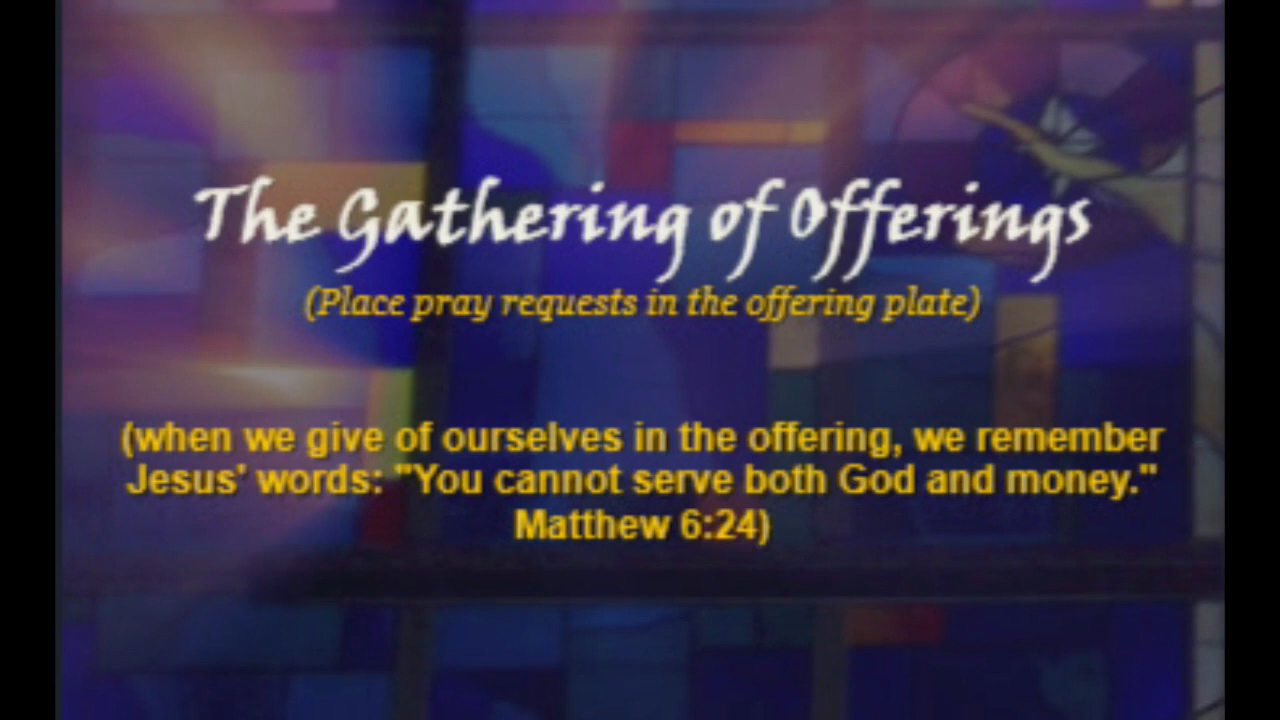 The Gathering of Offerings
(Place pray requests in the offering plate)
(when we give of ourselves in the offering, we remember
Jesus' words: "You cannot serve both God and money."
Matthew 6:24)